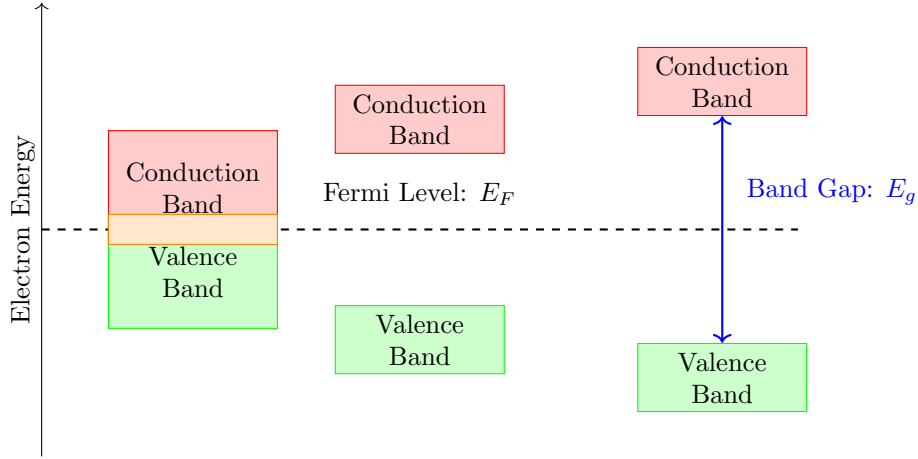 Electron Energy
Conduction
Band
Valence
Band
Conduction
Band
Fermi Level: E_F
Valence
Band
Conduction
Band
Band Gap: E_g
Valence
Band